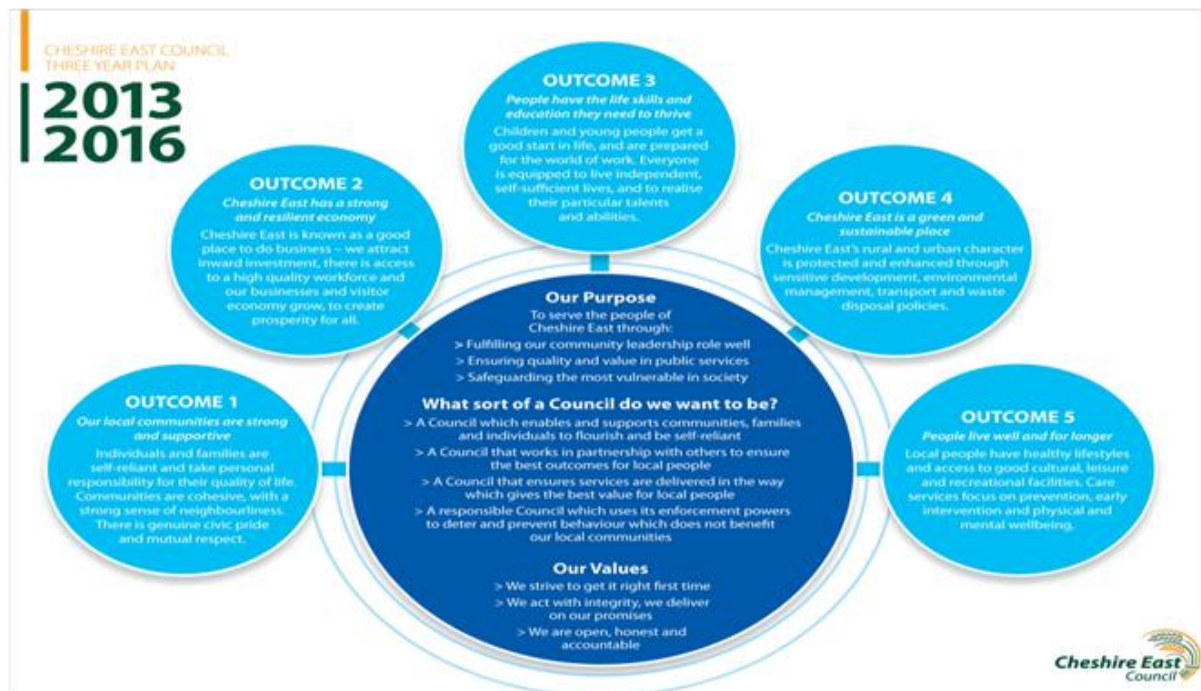 CHESHIRE EAST COUNCIL
THREE YEAR PLAN
2013
2016
OUTCOME 1
Our local communities are strong
and supportive
Individuals and families are
self-reliant and take personal
responsibility for their quality of life.
Communities are cohesive, with a
strong sense of neighbourliness.
There is genuine civic pride
and mutual respect.
OUTCOME 2
Cheshire East has a strong
and resilient economy
Cheshire East is known as a good
place to do business – we attract
inward investment, there is access
to a high quality workforce and
our businesses and visitor
economy grow, to create
prosperity for all.
OUTCOME 3
People have the life skills and
education they need to thrive
Children and young people get a
good start in life, and are prepared
for the world of work. Everyone
is equipped to live independent,
self-sufficient lives, and to realise
their particular talents
and abilities.
OUTCOME 4
Cheshire East is a green and
sustainable place
Cheshire East's rural and urban character
is protected and enhanced through
sensitive development, environmental
management, transport and waste
disposal policies.
OUTCOME 5
People live well and for longer
Local people have healthy lifestyles
and access to good cultural, leisure
and recreational facilities. Care
services focus on prevention, early
intervention and physical and
mental wellbeing.
Our Purpose
To serve the people of
Cheshire East through:
> Fulfilling our community leadership role well
> Ensuring quality and value in public services
> Safeguarding the most vulnerable in society
What sort of a Council do we want to be?
> A Council which enables and supports communities, families
and individuals to flourish and be self-reliant
> A Council that works in partnership with others to ensure
the best outcomes for local people
> A Council that ensures services are delivered in the way
which gives the best value for local people
> A responsible Council which uses its enforcement powers
to deter and prevent behaviour which does not benefit
our local communities
Our Values
> We strive to get it right first time
> We act with integrity, we deliver
on our promises
> We are open, honest and
accountable
Cheshire East
Council